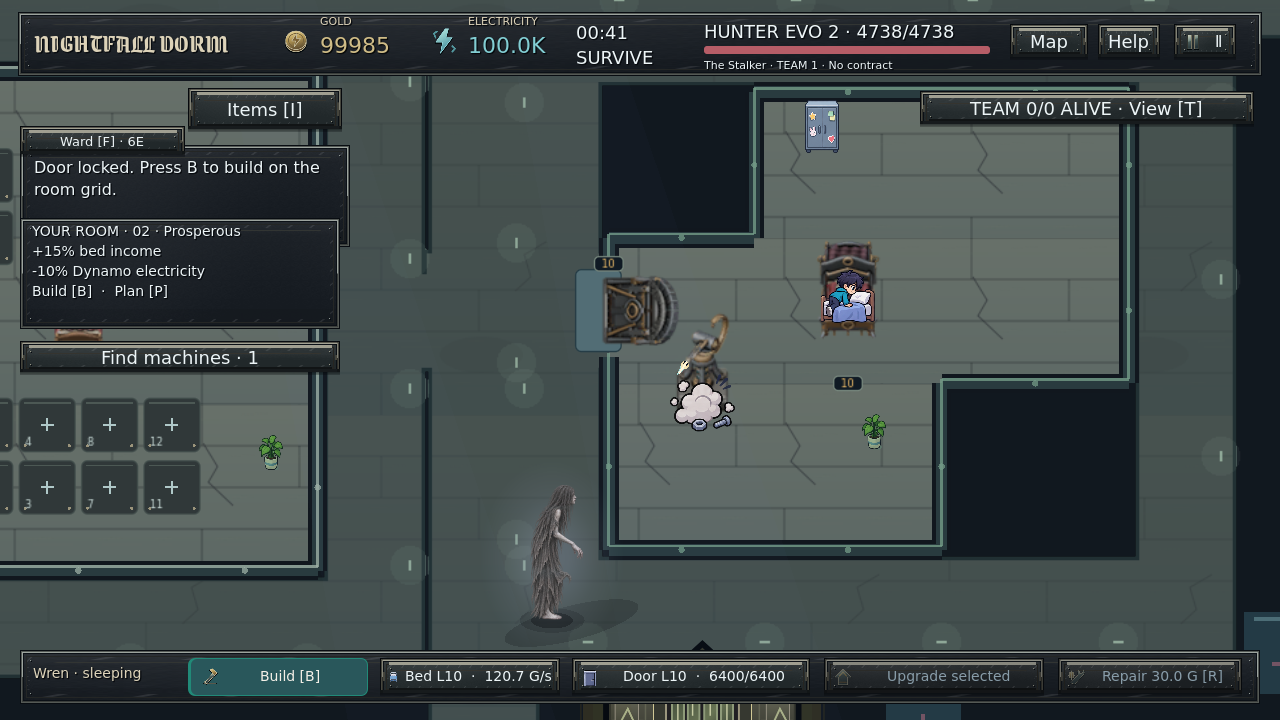 NIGHTFALL DORM
GOLD
99985
ELECTRICITY
100.0K
00:41
SURVIVE
HUNTER EVO 2 · 4738/4738
The Stalker · TEAM 1 · No contract
Map
Help
II
Items [I]
TEAM 0/0 ALIVE · View [T]
Ward [F] · 6E
Door locked. Press B to build on the
room grid.
YOUR ROOM · 02 · Prosperous
+15% bed income
-10% Dynamo electricity
Build [B] · Plan [P]
Find machines · 1
10
10
+ + +
4 8 12
+ + +
3 7 11
Wren · sleeping
Build [B]
Bed L10 · 120.7 G/s
Door L10 · 6400/6400
Upgrade selected
Repair 30.0 G [R]